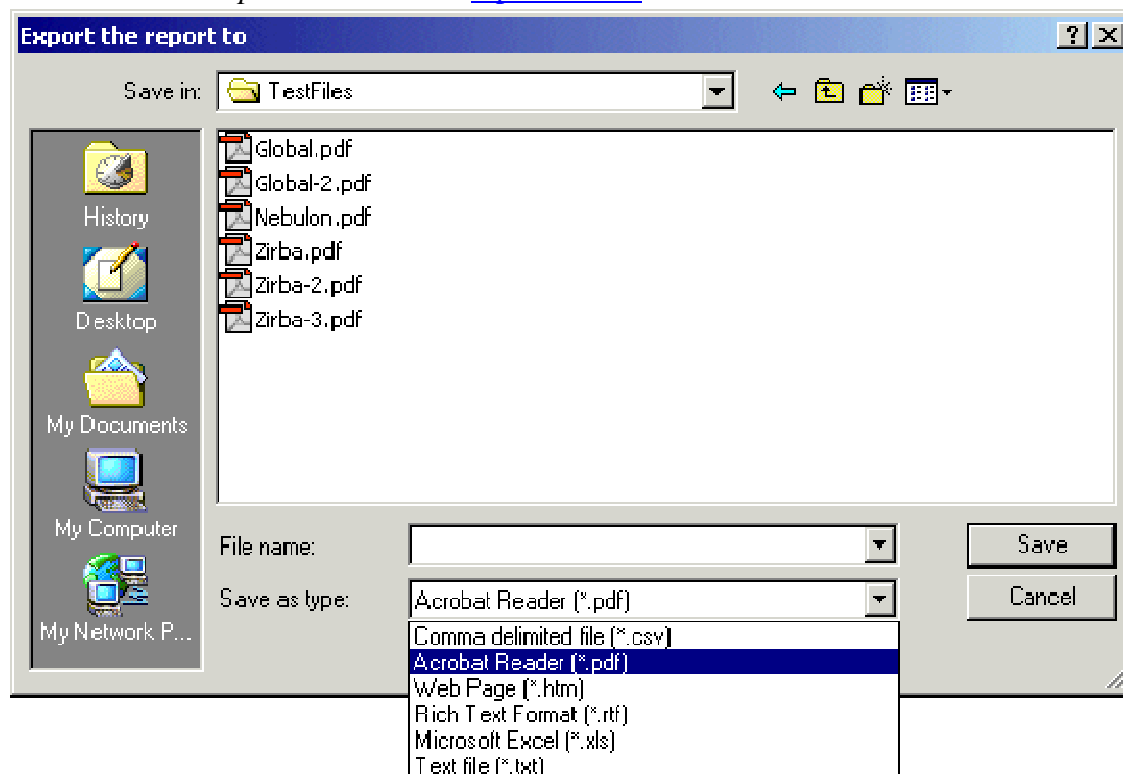 Export the report to
Save in: TestFiles
Global.pdf
Global-2.pdf
Nebulon.pdf
Zirba.pdf
Zirba-2.pdf
Zirba-3.pdf
History
Desktop
My Documents
My Computer
My Network P...
File name:
Save
Save as type: Acrobat Reader (*.pdf)
Cancel
Comma delimited file (*.csv)
Acrobat Reader (*.pdf)
Web Page (*.htm)
Rich Text Format (*.rtf)
Microsoft Excel (*.xls)
Text file (*.txt)